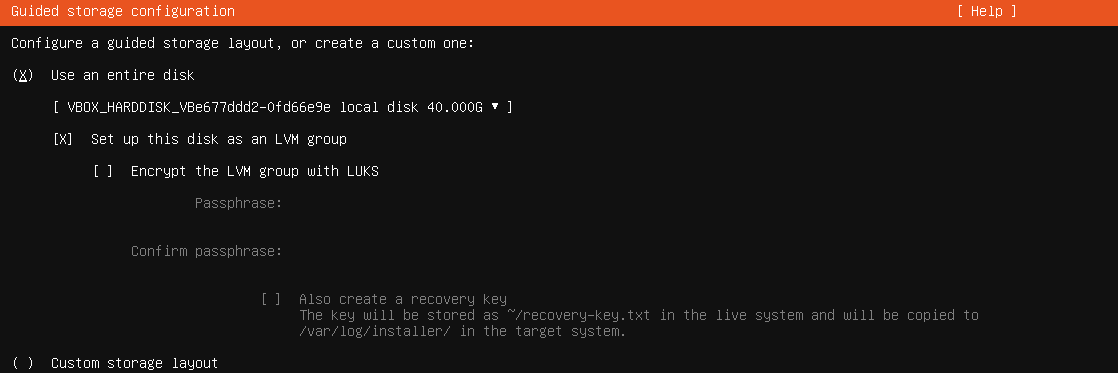 Guided storage configuration [ Help ]
Configure a guided storage layout, or create a custom one:
(X) Use an entire disk
[ VBOX_HARDDISK_VBe677ddd2-0fd66e9e local disk 40.000G ▾ ]
[X] Set up this disk as an LVM group
[ ] Encrypt the LVM group with LUKS
Passphrase:
Confirm passphrase:
[ ] Also create a recovery key
The key will be stored as ~/recovery-key.txt in the live system and will be copied to
/var/log/installer/ in the target system.
( ) Custom storage layout